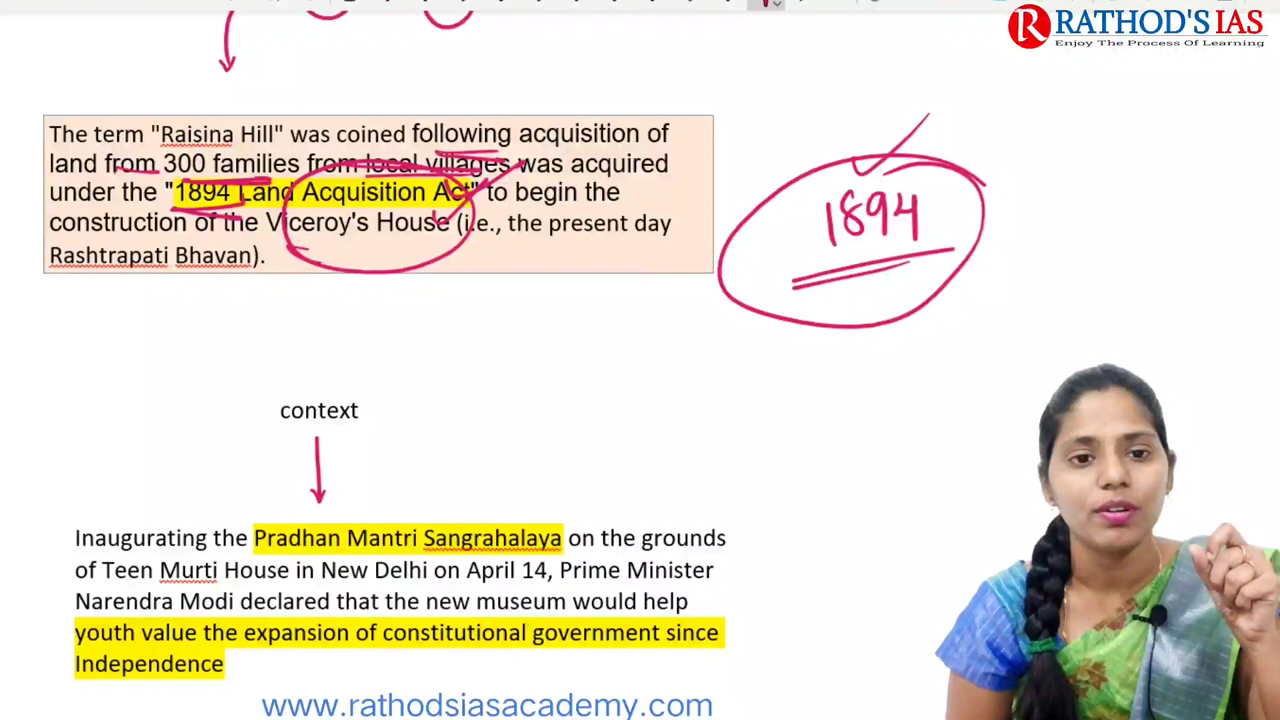 RATHOD'S IAS
Enjoy The Process Of Learning
The term "Raisina Hill" was coined following acquisition of
land from 300 families from local villages was acquired
under the "1894 Land Acquisition Act" to begin the
construction of the Viceroy's House (i.e., the present day
Rashtrapati Bhavan).
1894
context
Inaugurating the Pradhan Mantri Sangrahalaya on the grounds
of Teen Murti House in New Delhi on April 14, Prime Minister
Narendra Modi declared that the new museum would help
youth value the expansion of constitutional government since
Independence
www.rathodsiasacademy.com